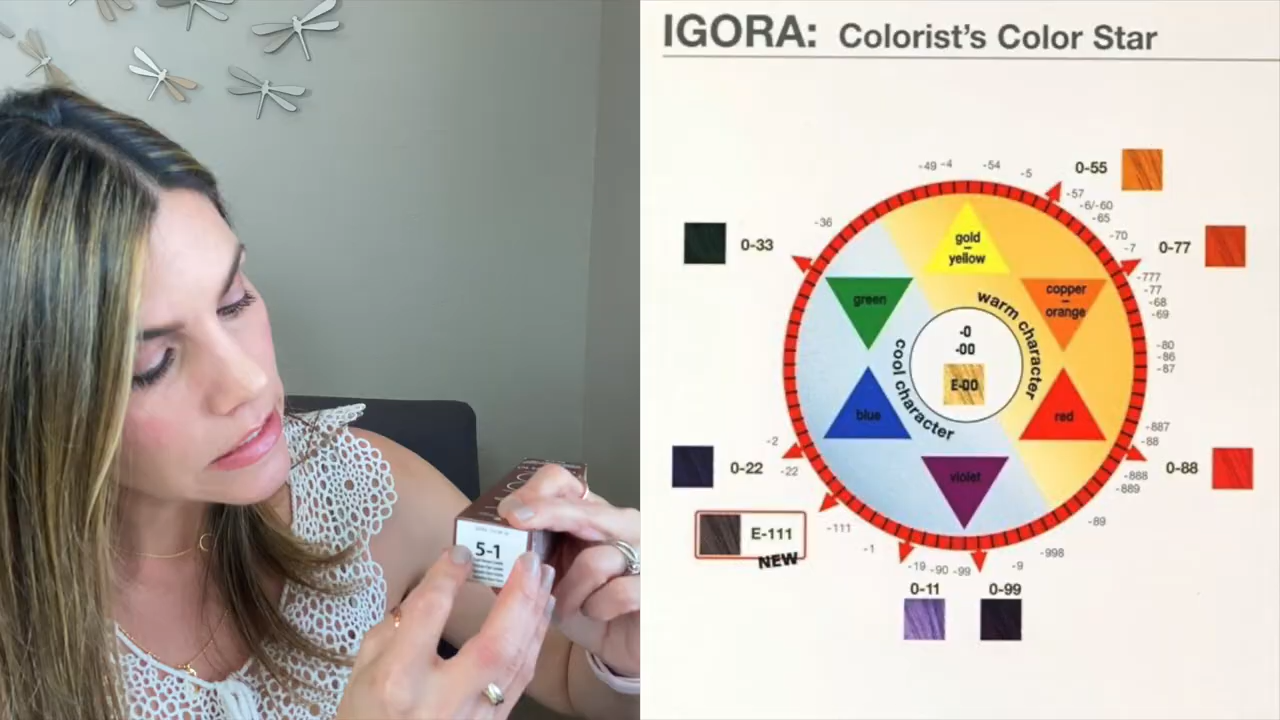 5-1
IGORA: Colorist's Color Star
-49
-4
-54
-5
0-55
-57
-6/-60
-65
-36
-70
-7
0-33
0-77
gold
yellow
-777
-77
-68
-69
green
copper
orange
warm character
-0
-00
E-00
cool character
-80
-86
-87
blue
red
-887
-88
-2
-22
0-22
-888
-889
0-88
violet
E-111
NEW
-111
-1
-89
-998
-19
-90
-99
-9
0-11
0-99